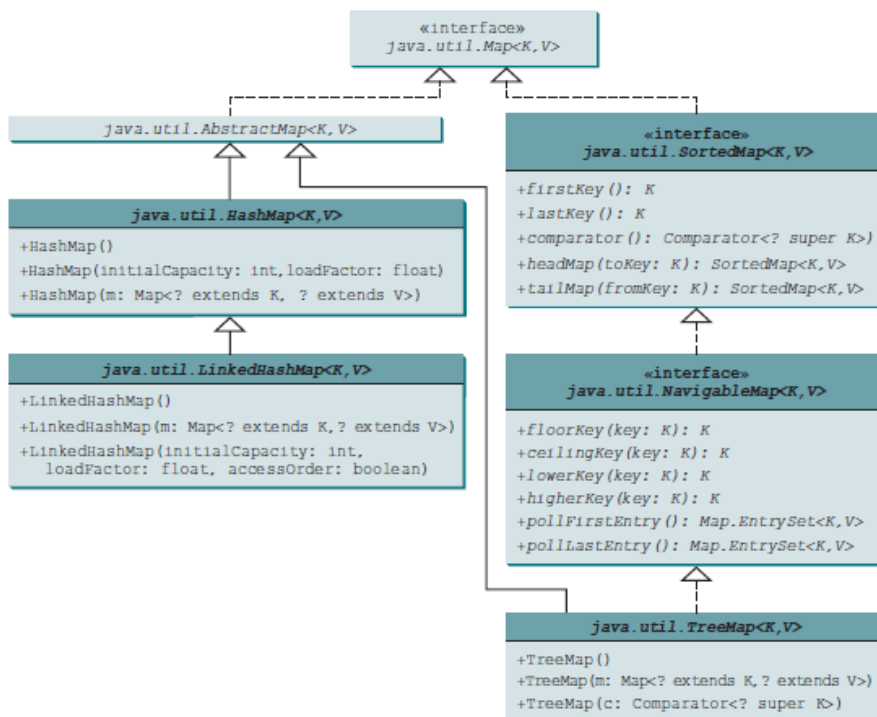 «interface»
java.util.Map<K,V>
java.util.AbstractMap<K,V>
java.util.HashMap<K,V>
+HashMap()
+HashMap(initialCapacity: int,loadFactor: float)
+HashMap(m: Map<? extends K, ? extends V>)
java.util.LinkedHashMap<K,V>
+LinkedHashMap()
+LinkedHashMap(m: Map<? extends K,? extends V>)
+LinkedHashMap(initialCapacity: int,
loadFactor: float, accessOrder: boolean)
«interface»
java.util.SortedMap<K,V>
+firstKey(): K
+lastKey(): K
+comparator(): Comparator<? super K>)
+headMap(toKey: K): SortedMap<K,V>
+tailMap(fromKey: K): SortedMap<K,V>
«interface»
java.util.NavigableMap<K,V>
+floorKey(key: K): K
+ceilingKey(key: K): K
+lowerKey(key: K): K
+higherKey(key: K): K
+pollFirstEntry(): Map.EntrySet<K,V>
+pollLastEntry(): Map.EntrySet<K,V>
java.util.TreeMap<K,V>
+TreeMap()
+TreeMap(m: Map<? extends K,? extends V>)
+TreeMap(c: Comparator<? super K>)